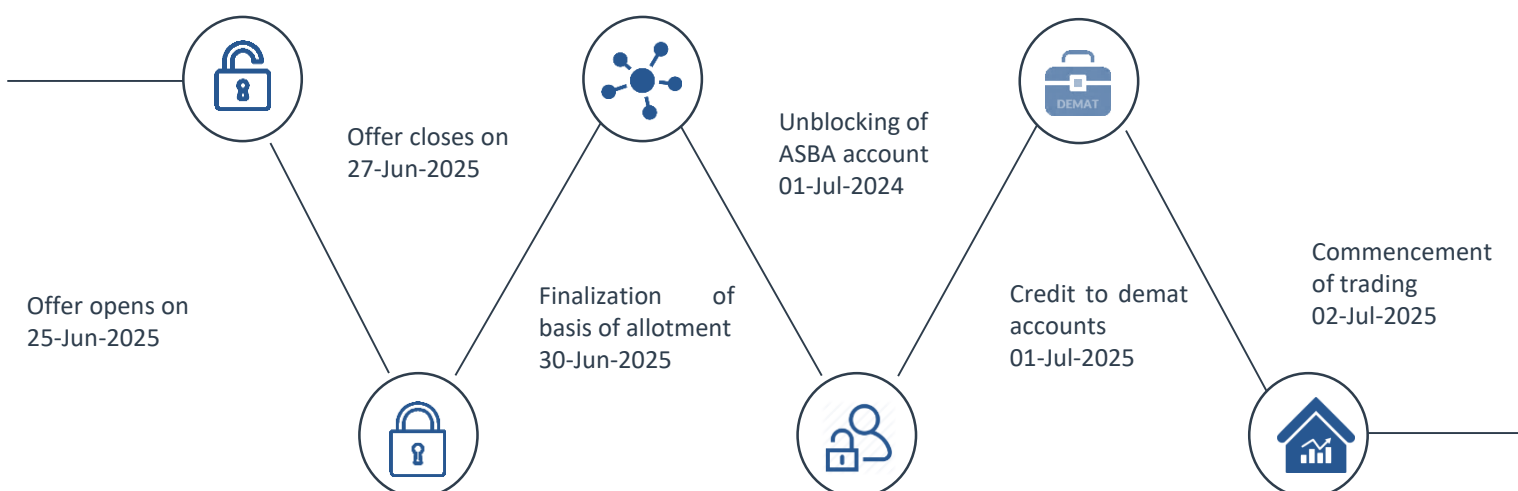 Offer opens on
25-Jun-2025
Offer closes on
27-Jun-2025
Finalization of
basis of allotment
30-Jun-2025
Unblocking of
ASBA account
01-Jul-2024
DEMAT
Credit to demat
accounts
01-Jul-2025
Commencement
of trading
02-Jul-2025